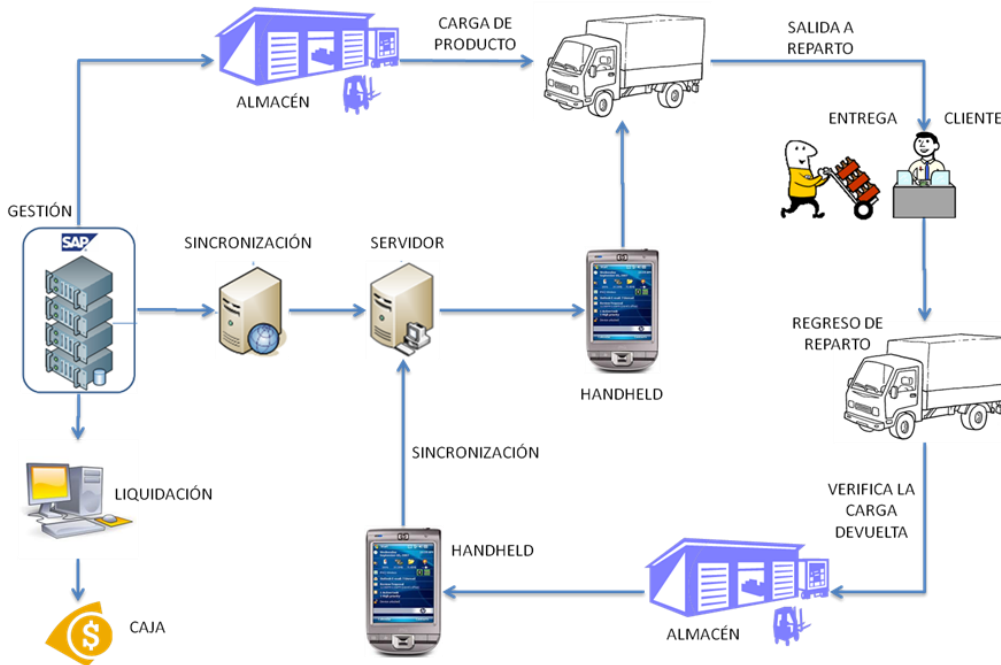 CARGA DE
PRODUCTO
SALIDA A
REPARTO
ALMACÉN
ENTREGA
CLIENTE
GESTIÓN
SAP
SINCRONIZACIÓN
SERVIDOR
REGRESO DE
REPARTO
HANDHELD
SINCRONIZACIÓN
LIQUIDACIÓN
VERIFICA LA
CARGA
DEVUELTA
HANDHELD
CAJA
ALMACÉN